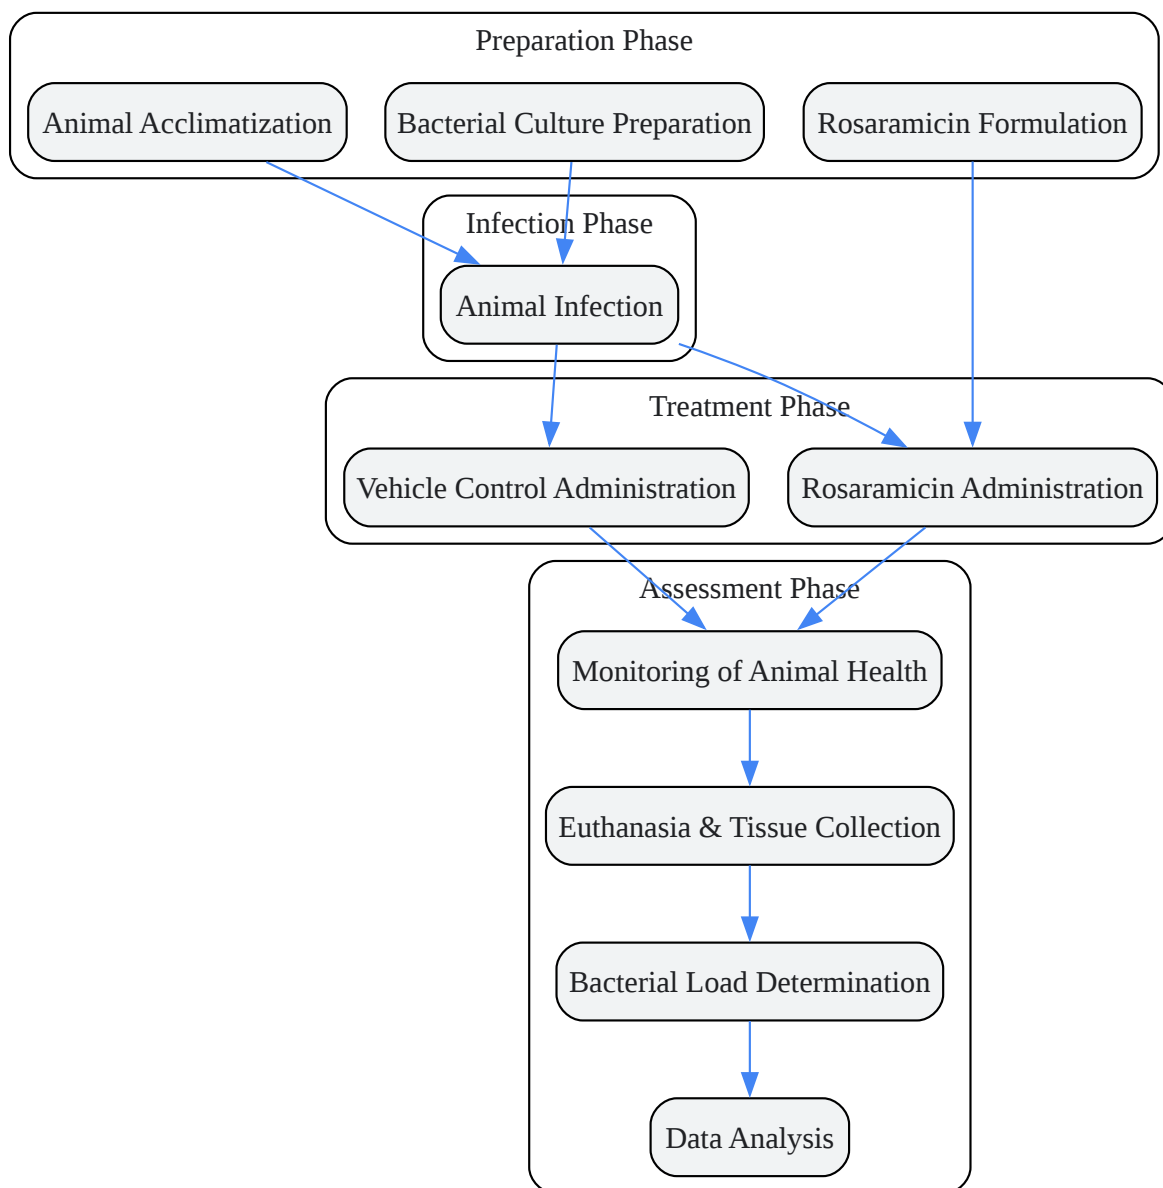 Preparation Phase
Animal Acclimatization
Bacterial Culture Preparation
Rosaramicin Formulation
Infection Phase
Animal Infection
Treatment Phase
Vehicle Control Administration
Rosaramicin Administration
Assessment Phase
Monitoring of Animal Health
Euthanasia & Tissue Collection
Bacterial Load Determination
Data Analysis